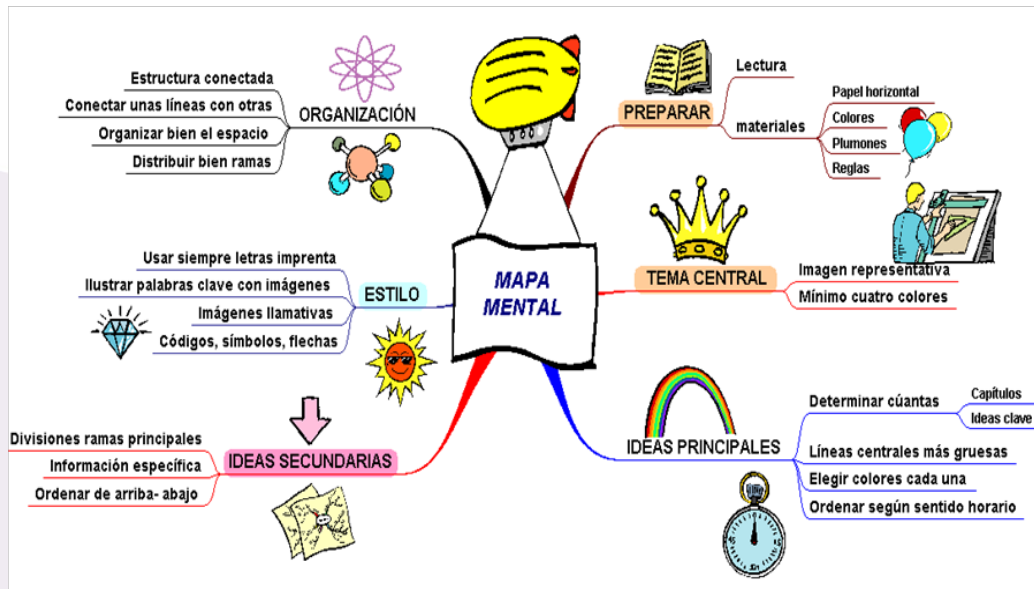 MAPA
MENTAL
PREPARAR
Lectura
materiales
Papel horizontal
Colores
Plumones
Reglas
TEMA CENTRAL
Imagen representativa
Mínimo cuatro colores
IDEAS PRINCIPALES
Determinar cúantas
Capítulos
Ideas clave
Líneas centrales más gruesas
Elegir colores cada una
Ordenar según sentido horario
IDEAS SECUNDARIAS
Divisiones ramas principales
Información específica
Ordenar de arriba- abajo
ESTILO
Usar siempre letras imprenta
Ilustrar palabras clave con imágenes
Imágenes llamativas
Códigos, símbolos, flechas
ORGANIZACIÓN
Estructura conectada
Conectar unas líneas con otras
Organizar bien el espacio
Distribuir bien ramas